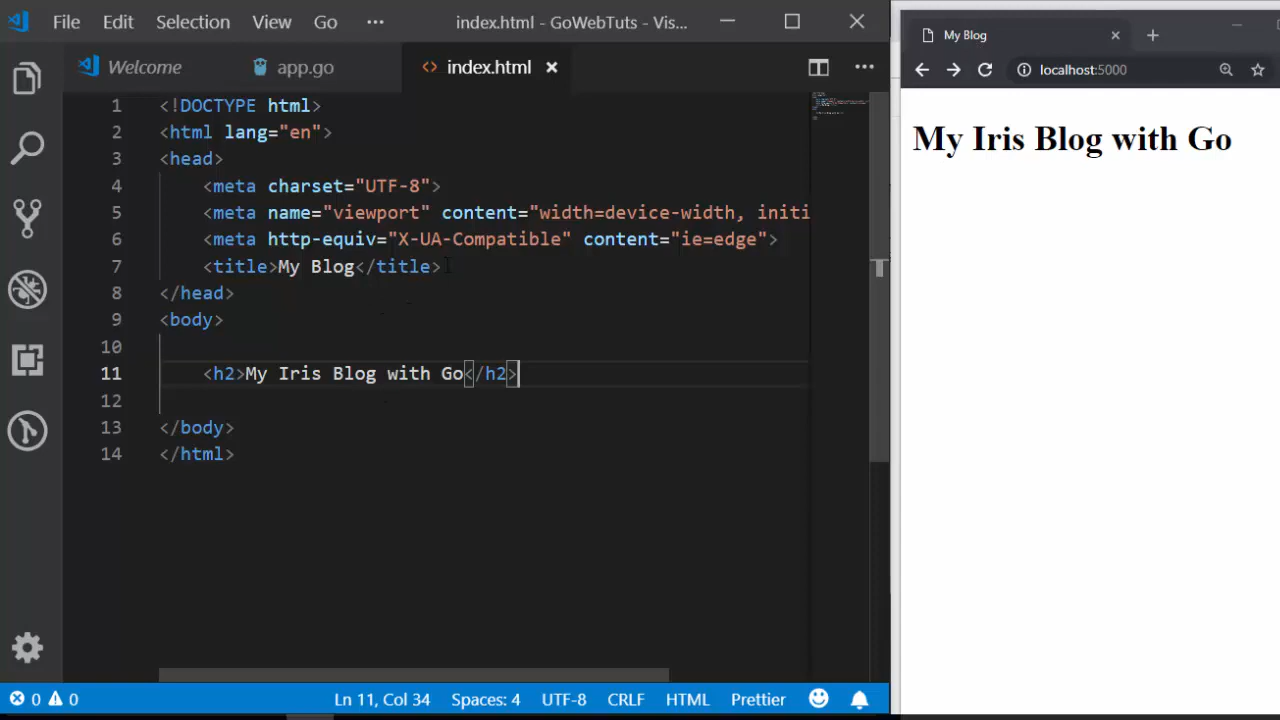 File Edit Selection View Go ··· index.html - GoWebTuts - Vis...
Welcome app.go <> index.html
1 <!DOCTYPE html>
2 <html lang="en">
3 <head>
4 <meta charset="UTF-8">
5 <meta name="viewport" content="width=device-width, initi
6 <meta http-equiv="X-UA-Compatible" content="ie=edge">
7 <title>My Blog</title>
8 </head>
9 <body>
10
11 <h2>My Iris Blog with Go</h2>
12
13 </body>
14 </html>
0 0 Ln 11, Col 34 Spaces: 4 UTF-8 CRLF HTML Prettier
My Blog
localhost:5000
My Iris Blog with Go